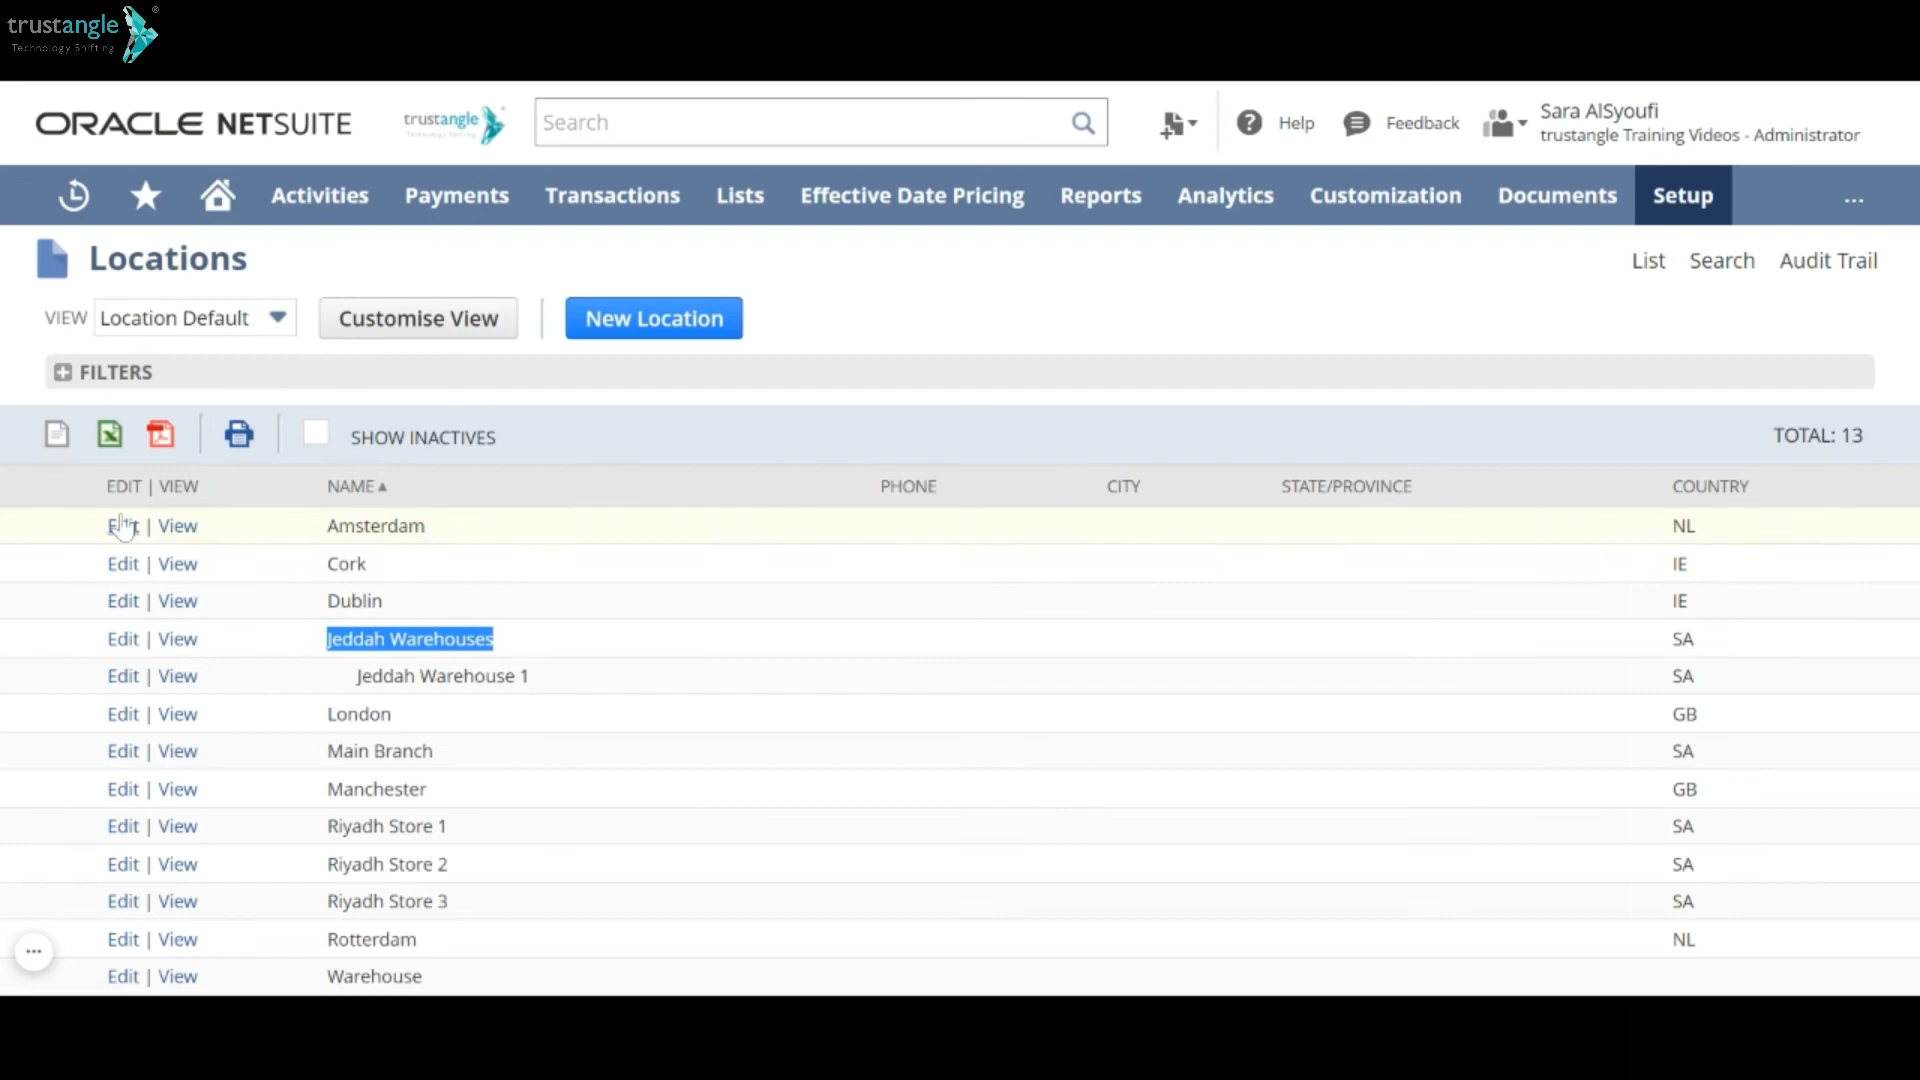 trustangle
Technology Shifting
ORACLE NETSUITE
trustangle
Technology Shifting
Search
Help
Feedback
Sara AlSyoufi
trustangle Training Videos - Administrator
Activities
Payments
Transactions
Lists
Effective Date Pricing
Reports
Analytics
Customization
Documents
Setup
...
Locations
List
Search
Audit Trail
VIEW
Location Default
Customise View
New Location
FILTERS
SHOW INACTIVES
TOTAL: 13
EDIT | VIEW NAME PHONE CITY STATE/PROVINCE COUNTRY
Edit | View Amsterdam NL
Edit | View Cork IE
Edit | View Dublin IE
Edit | View Jeddah Warehouses SA
Edit | View Jeddah Warehouse 1 SA
Edit | View London GB
Edit | View Main Branch SA
Edit | View Manchester GB
Edit | View Riyadh Store 1 SA
Edit | View Riyadh Store 2 SA
Edit | View Riyadh Store 3 SA
Edit | View Rotterdam NL
Edit | View Warehouse